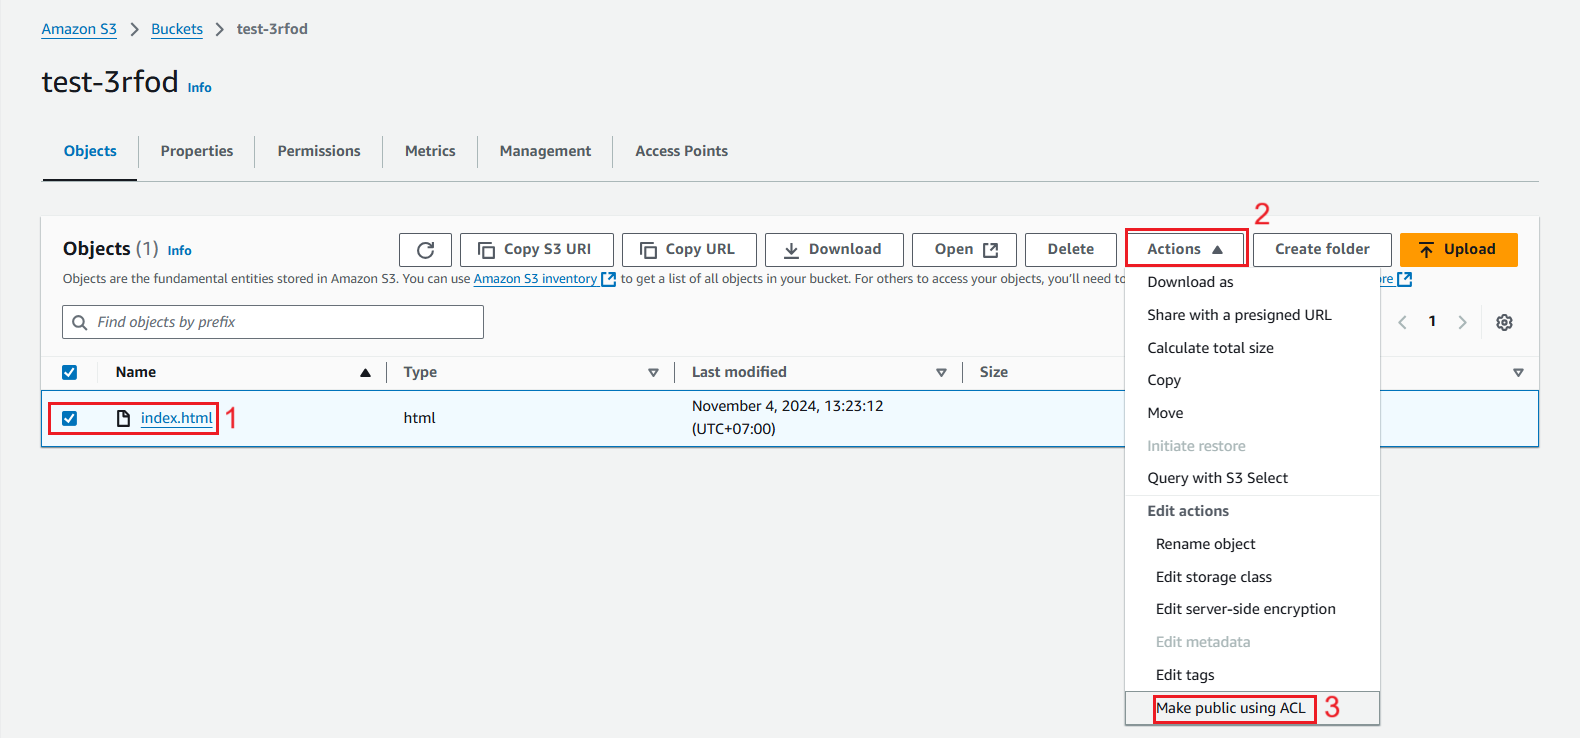 Amazon S3 > Buckets > test-3rfod
test-3rfod Info
Objects Properties Permissions Metrics Management Access Points
2
Objects (1) Info Copy S3 URI Copy URL Download Open Delete Actions Create folder Upload
Objects are the fundamental entities stored in Amazon S3. You can use Amazon S3 inventory to get a list of all objects in your bucket. For others to access your objects, you'll need to
Find objects by prefix
1
Name Type Last modified Size
index.html 1 html November 4, 2024, 13:23:12
(UTC+07:00)
Download as
Share with a presigned URL
Calculate total size
Copy
Move
Initiate restore
Query with S3 Select
Edit actions
Rename object
Edit storage class
Edit server-side encryption
Edit metadata
Edit tags
Make public using ACL 3